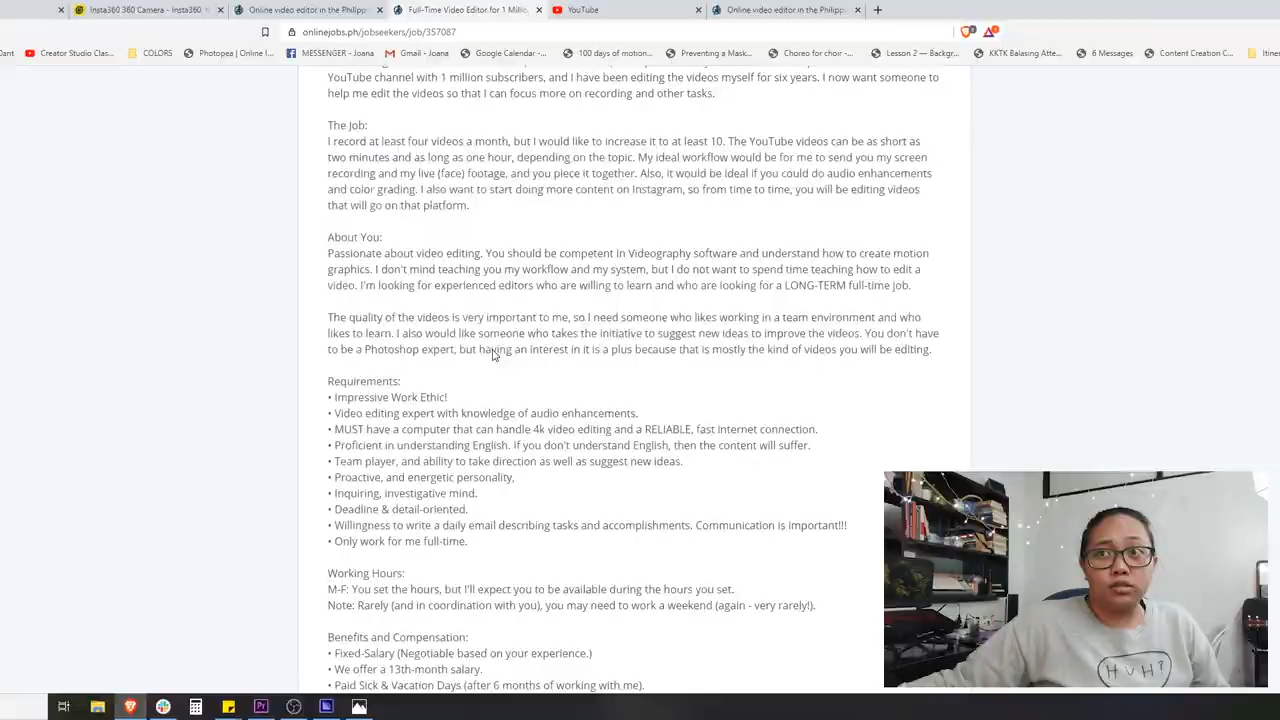 Insta360 360 Camera - Insta360, t
Online video editor in the Philipp
Full-Time Video Editor for 1 Millio
YouTube
Online video editor in the Philipp
onlinejobs.ph/jobseekers/job/357087
Creator Studio Clas...
COLORS
Photopea | Online I...
MESSENGER - Joana
Gmail - Joana
Google Calendar -...
100 days of motion...
Preventing a Mask...
Choreo for choir -...
Lesson 2 — Backgr...
KKTK Balasing Atte...
6 Messages
Content Creation C...
YouTube channel with 1 million subscribers, and I have been editing the videos myself for six years. I now want someone to
help me edit the videos so that I can focus more on recording and other tasks.
The Job:
I record at least four videos a month, but I would like to increase it to at least 10. The YouTube videos can be as short as
two minutes and as long as one hour, depending on the topic. My ideal workflow would be for me to send you my screen
recording and my live (face) footage, and you piece it together. Also, it would be ideal if you could do audio enhancements
and color grading. I also want to start doing more content on Instagram, so from time to time, you will be editing videos
that will go on that platform.
About You:
Passionate about video editing. You should be competent in Videography software and understand how to create motion
graphics. I don't mind teaching you my workflow and my system, but I do not want to spend time teaching how to edit a
video. I'm looking for experienced editors who are willing to learn and who are looking for a LONG-TERM full-time job.
The quality of the videos is very important to me, so I need someone who likes working in a team environment and who
likes to learn. I also would like someone who takes the initiative to suggest new ideas to improve the videos. You don't have
to be a Photoshop expert, but having an interest in it is a plus because that is mostly the kind of videos you will be editing.
Requirements:
• Impressive Work Ethic!
• Video editing expert with knowledge of audio enhancements.
• MUST have a computer that can handle 4k video editing and a RELIABLE, fast internet connection.
• Proficient in understanding English. If you don't understand English, then the content will suffer.
• Team player, and ability to take direction as well as suggest new ideas.
• Proactive, and energetic personality,
• Inquiring, investigative mind.
• Deadline & detail-oriented.
• Willingness to write a daily email describing tasks and accomplishments. Communication is important!!!
• Only work for me full-time.
Working Hours:
M-F: You set the hours, but I'll expect you to be available during the hours you set.
Note: Rarely (and in coordination with you), you may need to work a weekend (again - very rarely!).
Benefits and Compensation:
• Fixed-Salary (Negotiable based on your experience.)
• We offer a 13th-month salary.
• Paid Sick & Vacation Days (after 6 months of working with me).
HVH?